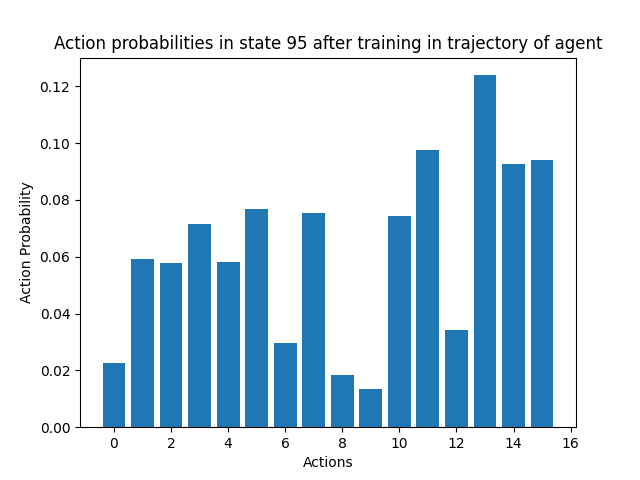 Action probabilities in state 95 after training in trajectory of agent
0.12
0.10
0.08
0.06
0.04
0.02
0.00
Action Probability
0 2 4 6 8 10 12 14 16
Actions